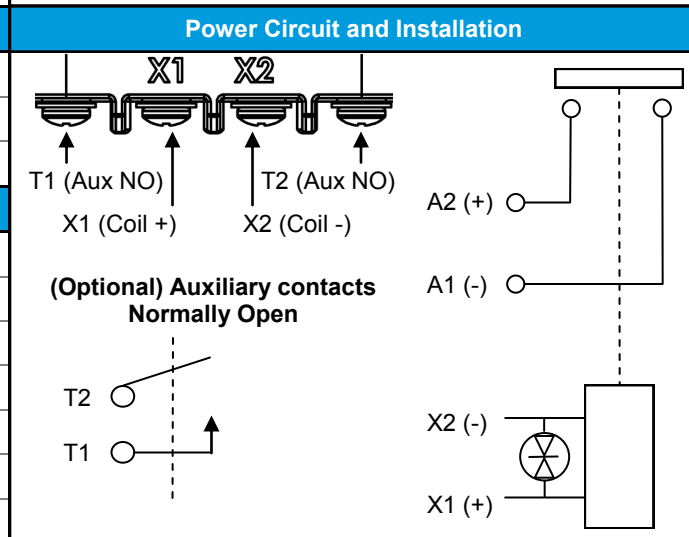 Power Circuit and Installation
X1 X2
T1 (Aux NO) T2 (Aux NO)
X1 (Coil +) X2 (Coil -)
(Optional) Auxiliary contacts
Normally Open
T2
T1
A2 (+)
A1 (-)
X2 (-)
X1 (+)